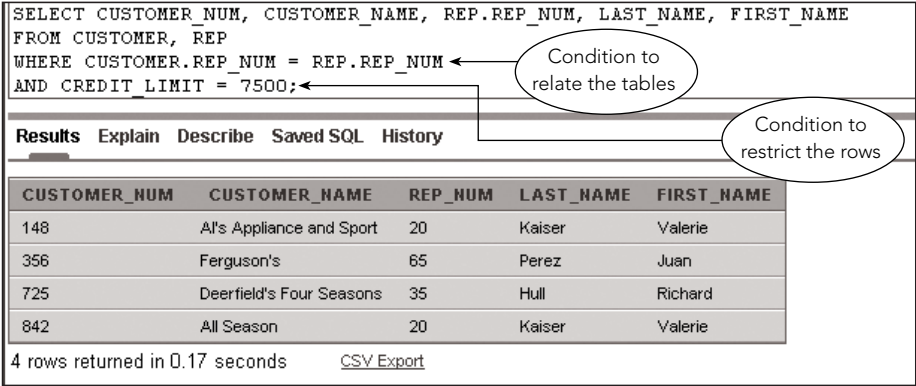 SELECT CUSTOMER_NUM, CUSTOMER_NAME, REP.REP_NUM, LAST_NAME, FIRST_NAME
FROM CUSTOMER, REP
WHERE CUSTOMER.REP_NUM = REP.REP_NUM
AND CREDIT_LIMIT = 7500;
Condition to
relate the tables
Condition to
restrict the rows
Results Explain Describe Saved SQL History
CUSTOMER_NUM CUSTOMER_NAME REP_NUM LAST_NAME FIRST_NAME
148 Al's Appliance and Sport 20 Kaiser Valerie
356 Ferguson's 65 Perez Juan
725 Deerfield's Four Seasons 35 Hull Richard
842 All Season 20 Kaiser Valerie
4 rows returned in 0.17 seconds CSV Export